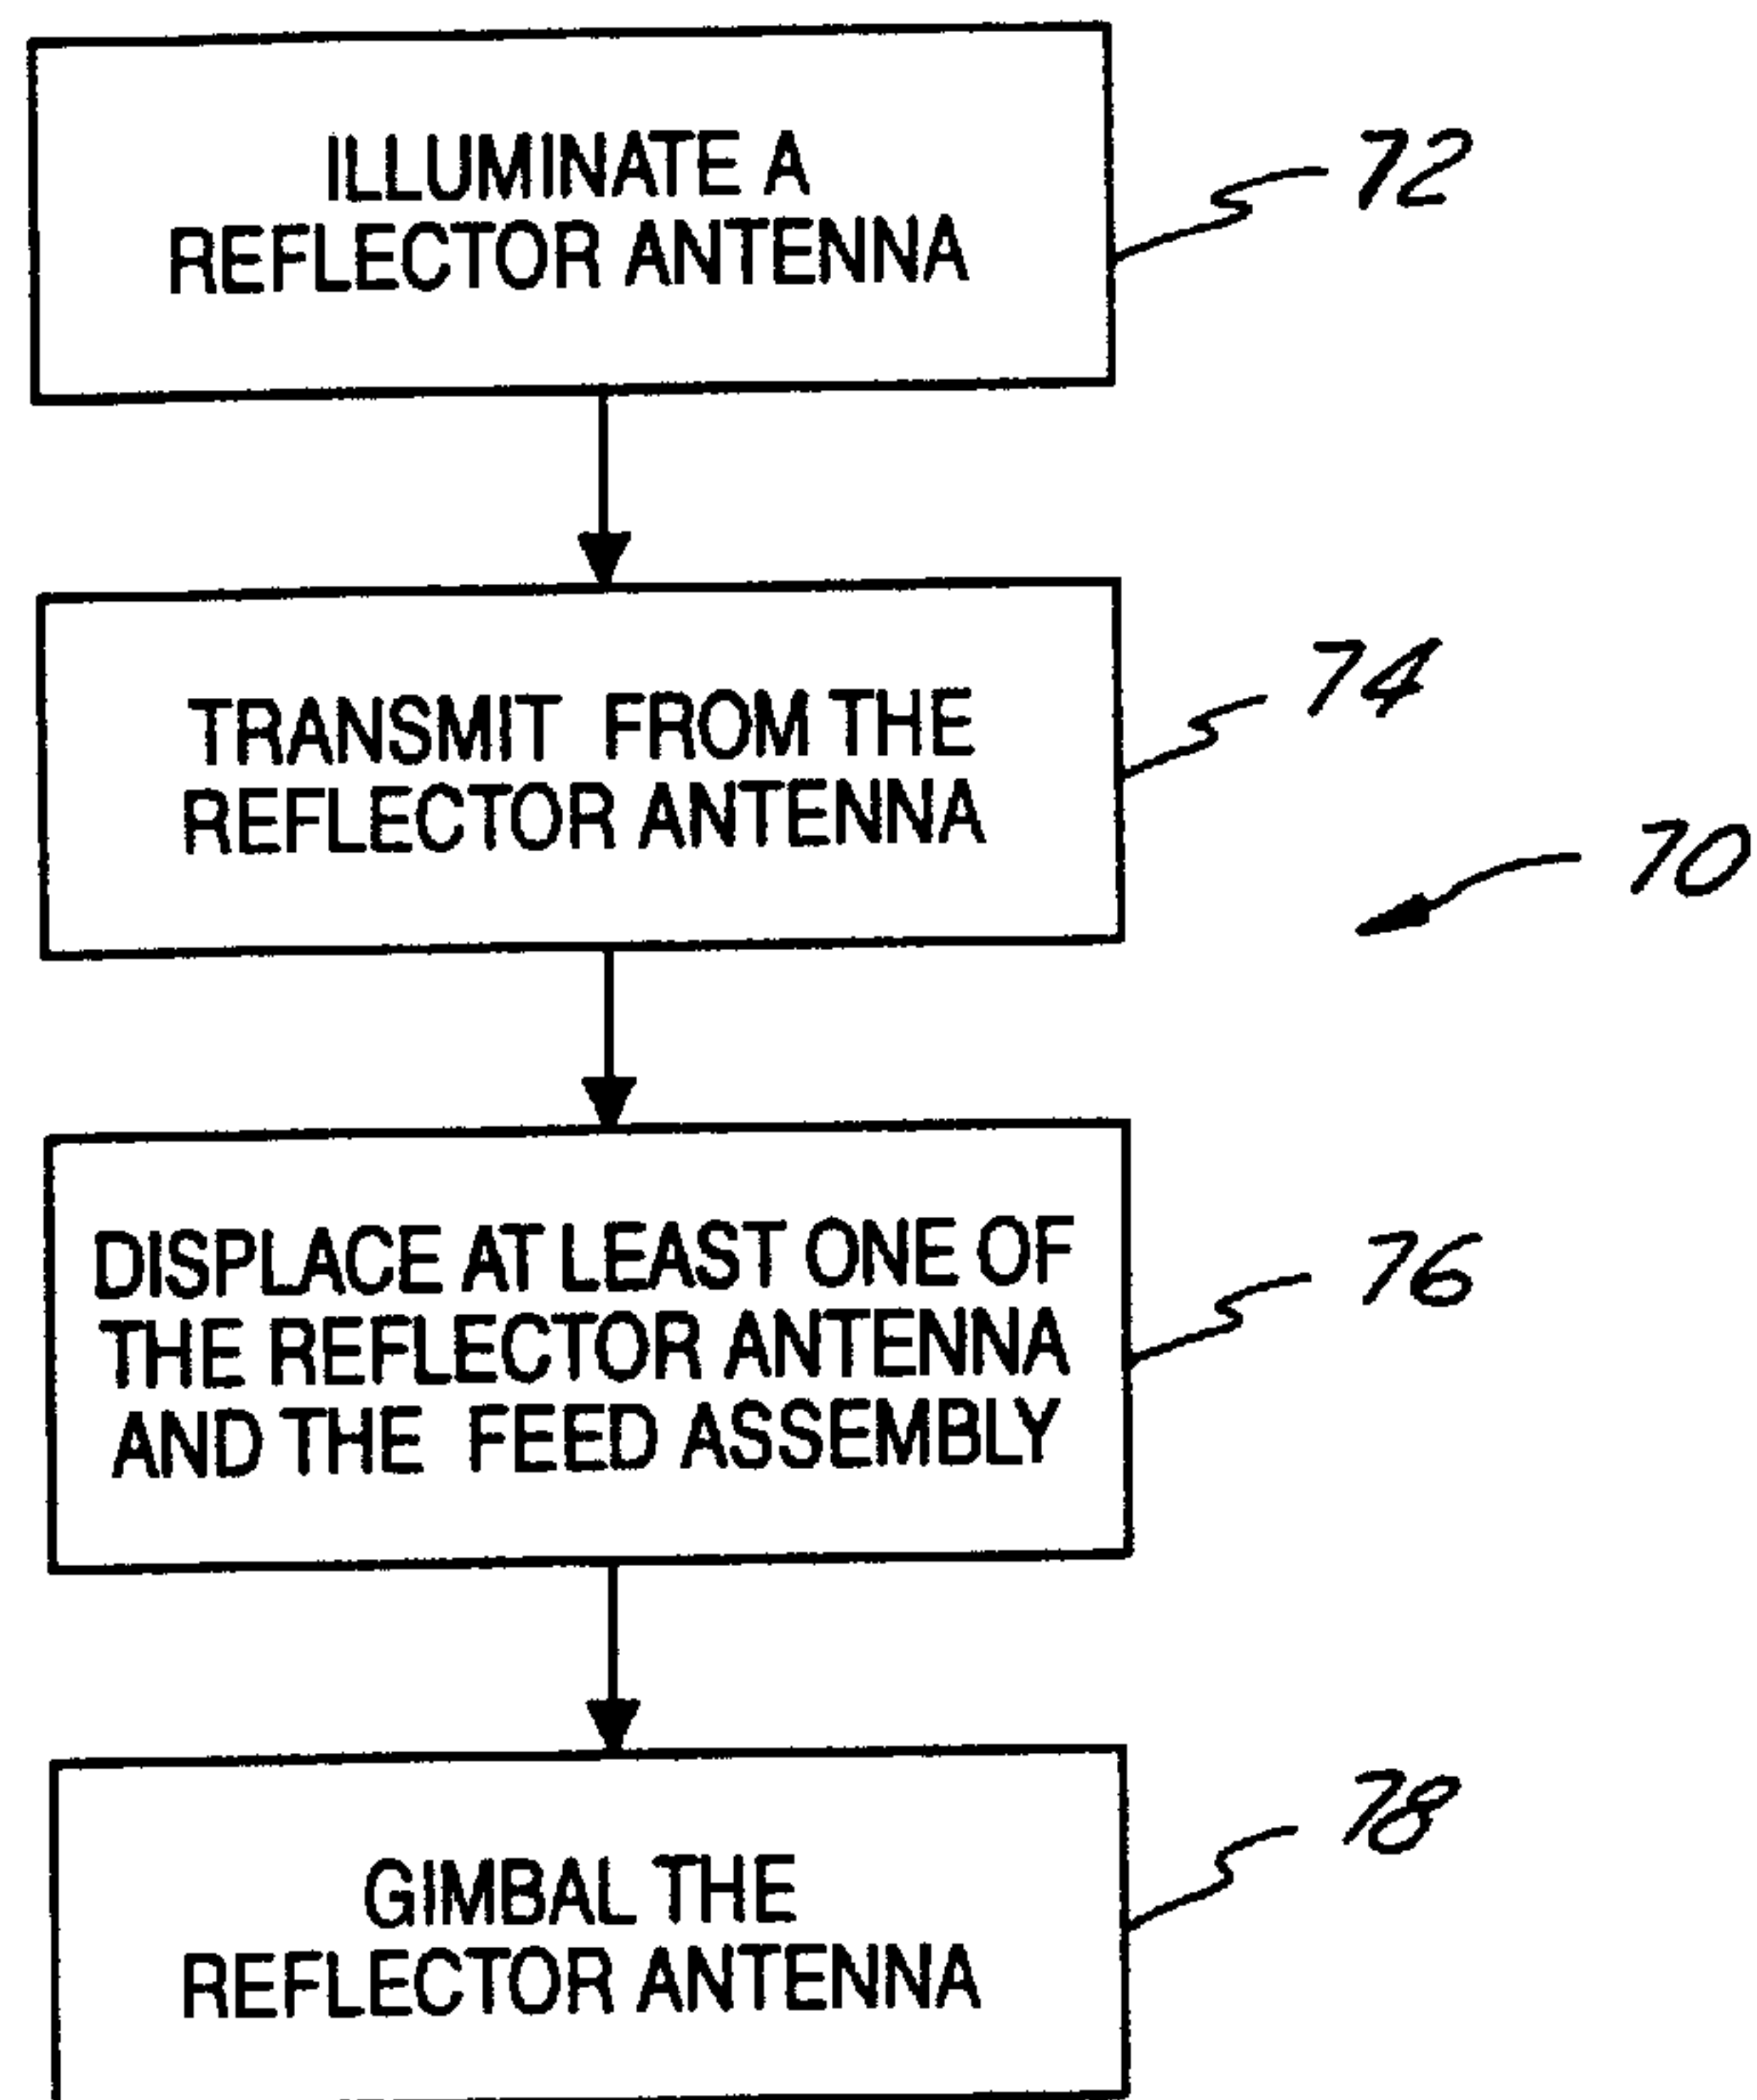 ILLUMINATE A
REFLECTOR ANTENNA
72
TRANSMIT FROM THE
REFLECTOR ANTENNA
74
70
DISPLACE AT LEAST ONE OF
THE REFLECTOR ANTENNA
AND THE FEED ASSEMBLY
76
GIMBAL THE
REFLECTOR ANTENNA
78